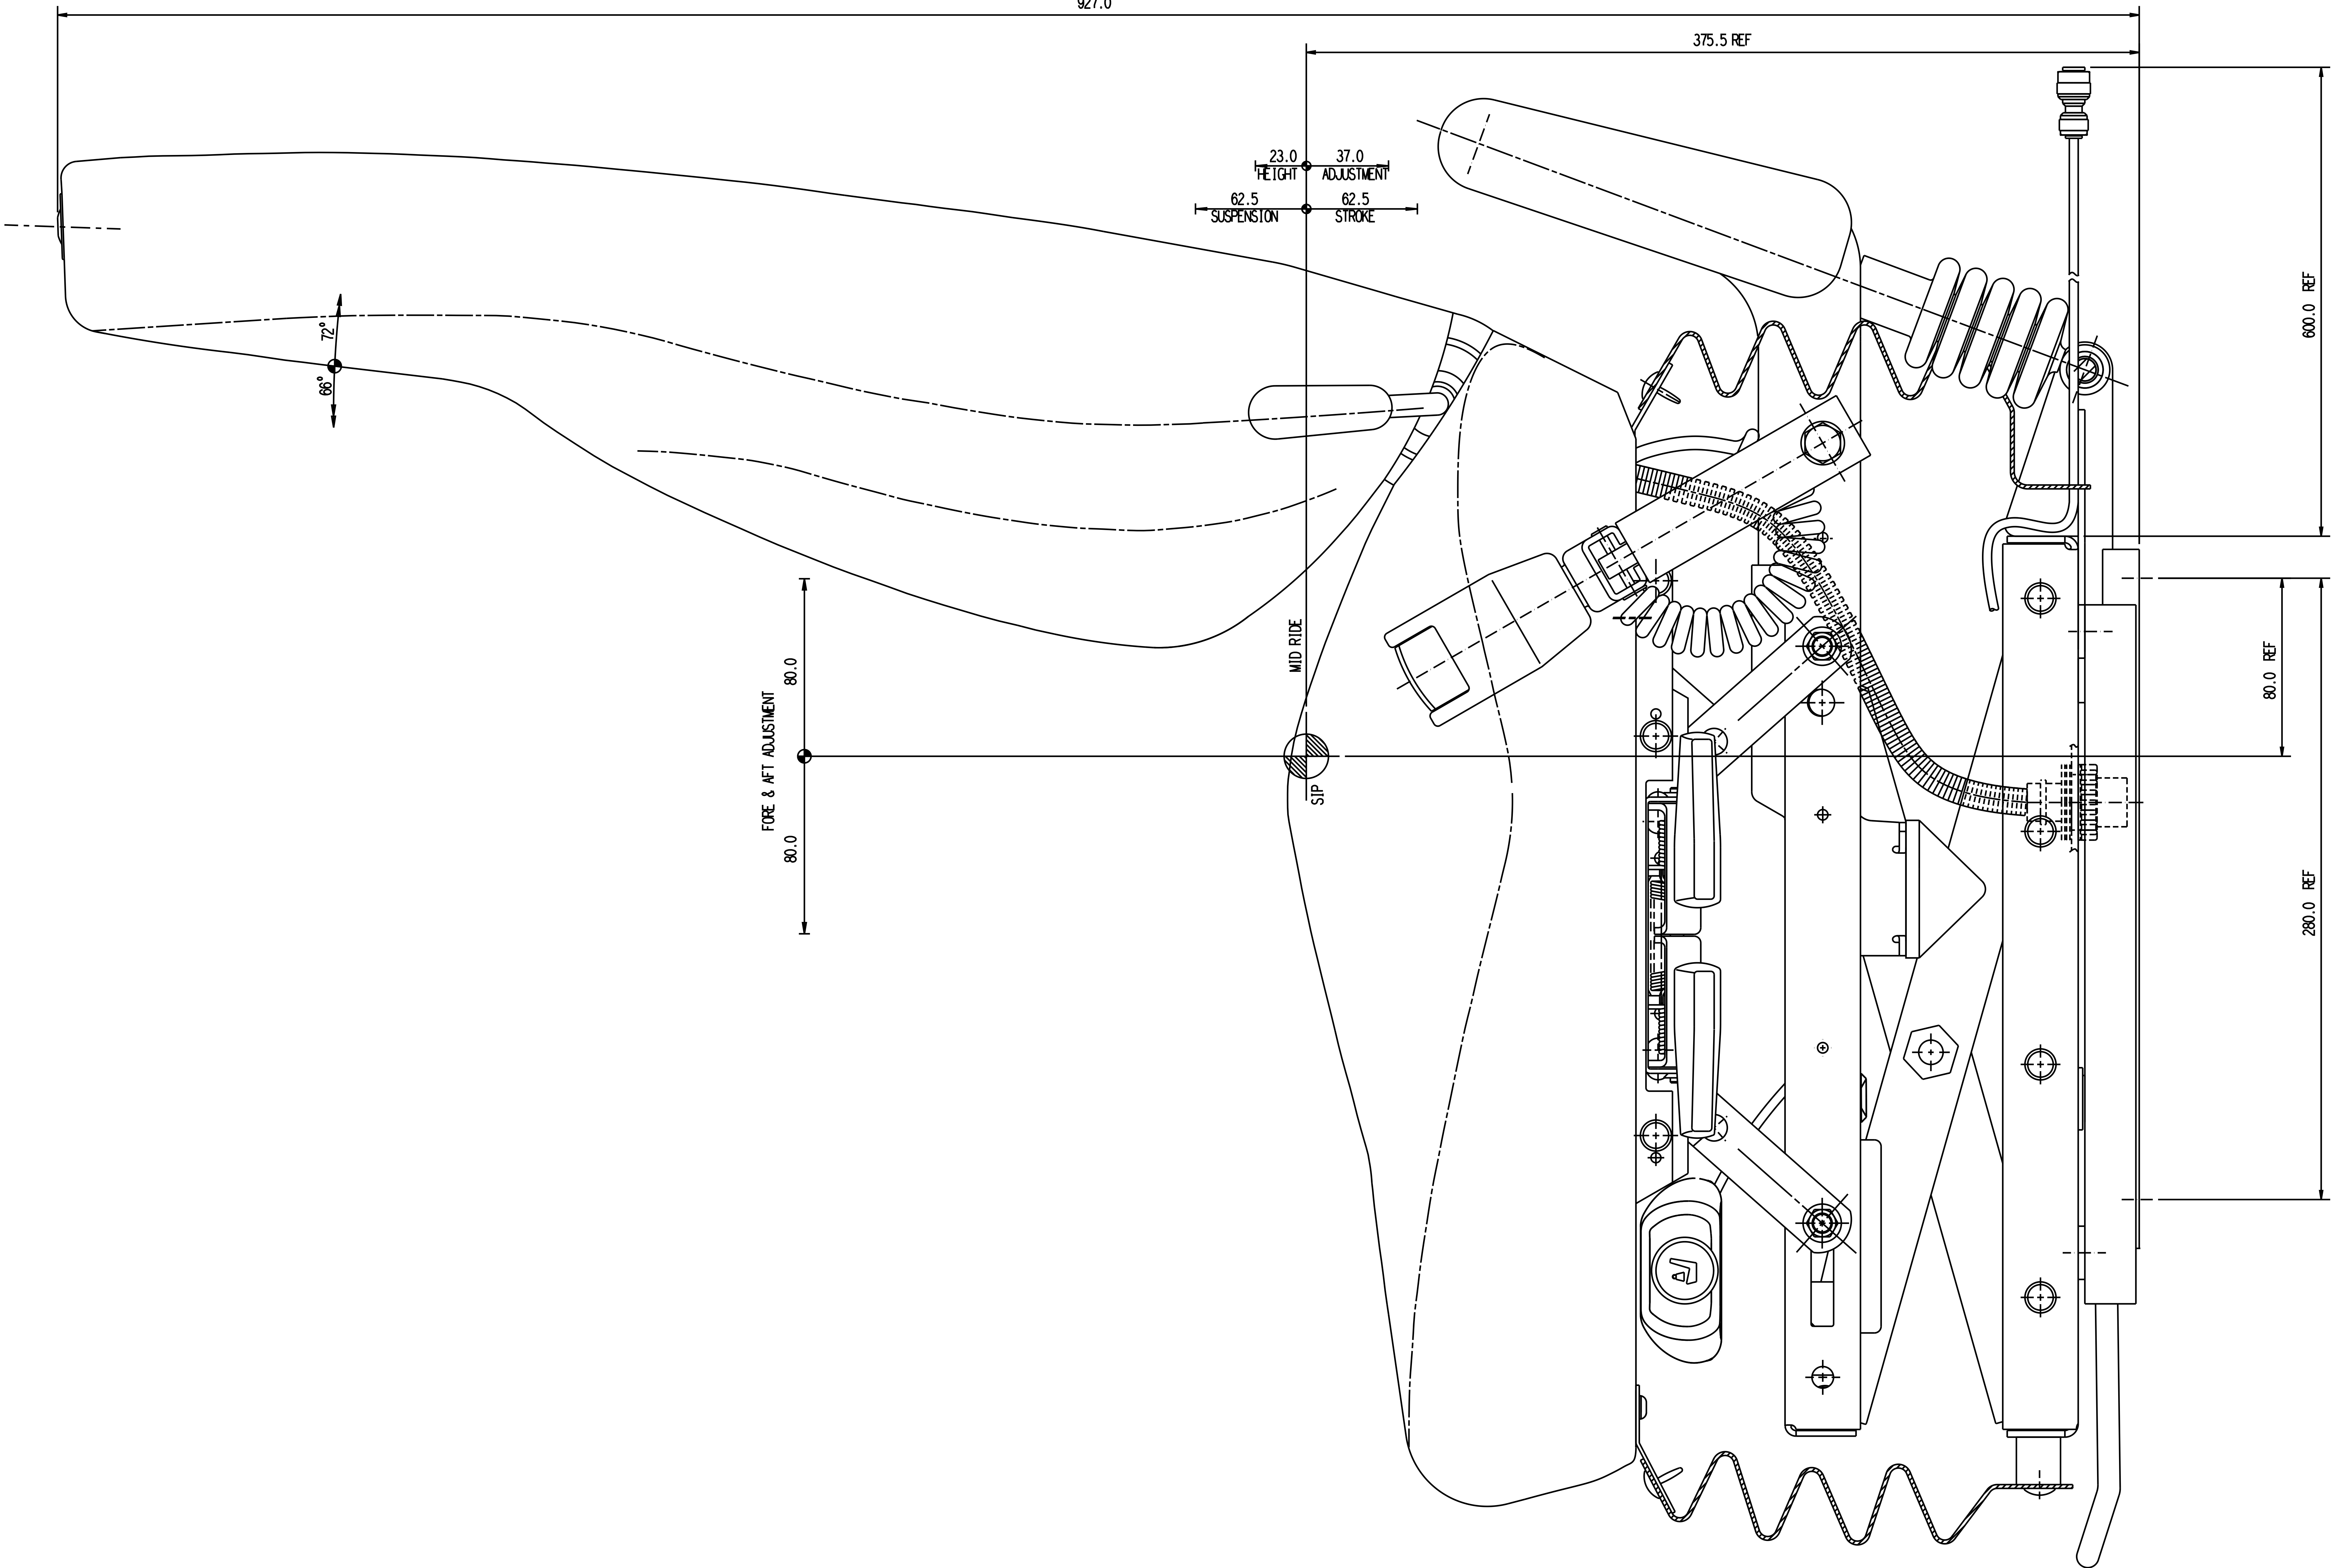 927.0
375.5 REF
23.0 37.0
HEIGHT ADJUSTMENT
62.5 62.5
SUSPENSION STROKE
600.0 REF
72°
66°
MID RIDE
80.0 REF
FORE & AFT ADJUSTMENT
80.0
80.0
SIP
280.0 REF